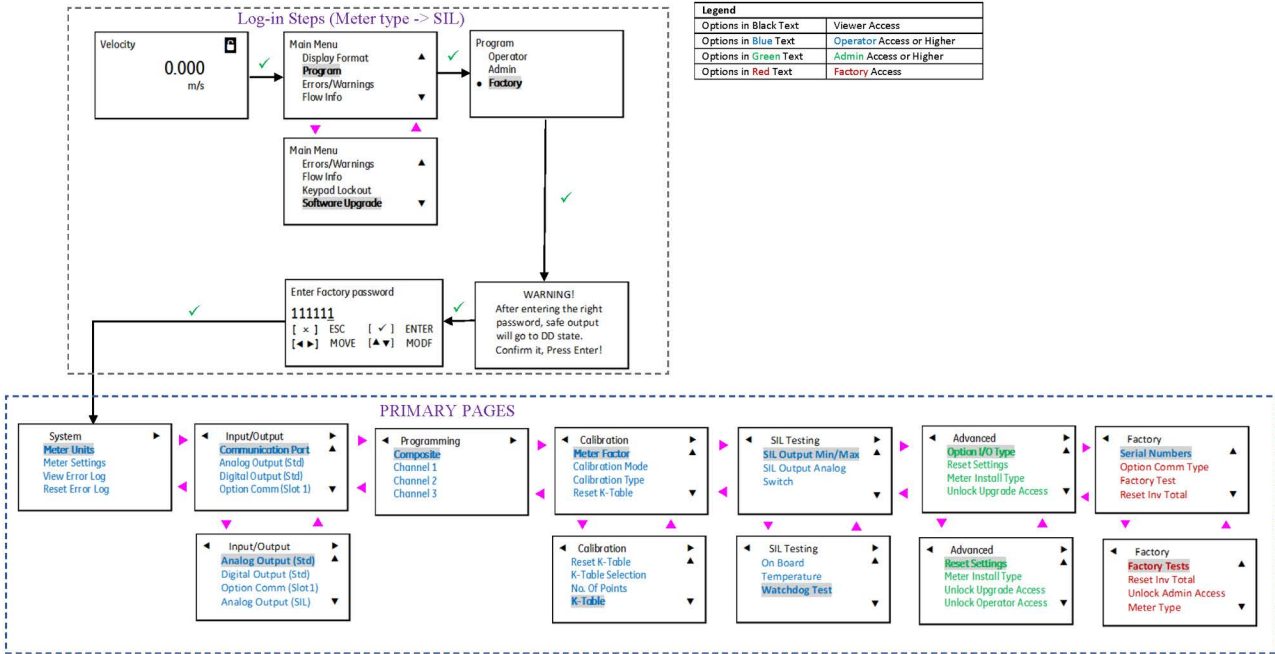 Log-in Steps (Meter type -> SIL)
Velocity
0.000
m/s
Main Menu
Display Format
Program
Errors/Warnings
Flow Info
Program
Operator
Admin
Factory
Main Menu
Errors/Warnings
Flow Info
Keypad Lockout
Software Upgrade
Enter Factory password
111111
[ × ] ESC [ ✓ ] ENTER
[◄ ►] MOVE [▲▼] MODF
WARNING!
After entering the right
password, safe output
will go to DD state.
Confirm it, Press Enter!
Legend
Options in Black Text Viewer Access
Options in Blue Text Operator Access or Higher
Options in Green Text Admin Access or Higher
Options in Red Text Factory Access
PRIMARY PAGES
System
Meter Units
Meter Settings
View Error Log
Reset Error Log
Input/Output
Communication Port
Analog Output (Std)
Digital Output (Std)
Option Comm (Slot 1)
Programming
Composite
Channel 1
Channel 2
Channel 3
Calibration
Meter Factor
Calibration Mode
Calibration Type
Reset K-Table
SIL Testing
SIL Output Min/Max
SIL Output Analog
Switch
Advanced
Option I/O Type
Reset Settings
Meter Install Type
Unlock Upgrade Access
Factory
Serial Numbers
Option Comm Type
Factory Test
Reset Inv Total
Input/Output
Analog Output (Std)
Digital Output (Std)
Option Comm (Slot1)
Analog Output (SIL)
Calibration
Reset K-Table
K-Table Selection
No. Of Points
K-Table
SIL Testing
On Board
Temperature
Watchdog Test
Advanced
Reset Settings
Meter Install Type
Unlock Upgrade Access
Unlock Operator Access
Factory
Factory Tests
Reset Inv Total
Unlock Admin Access
Meter Type